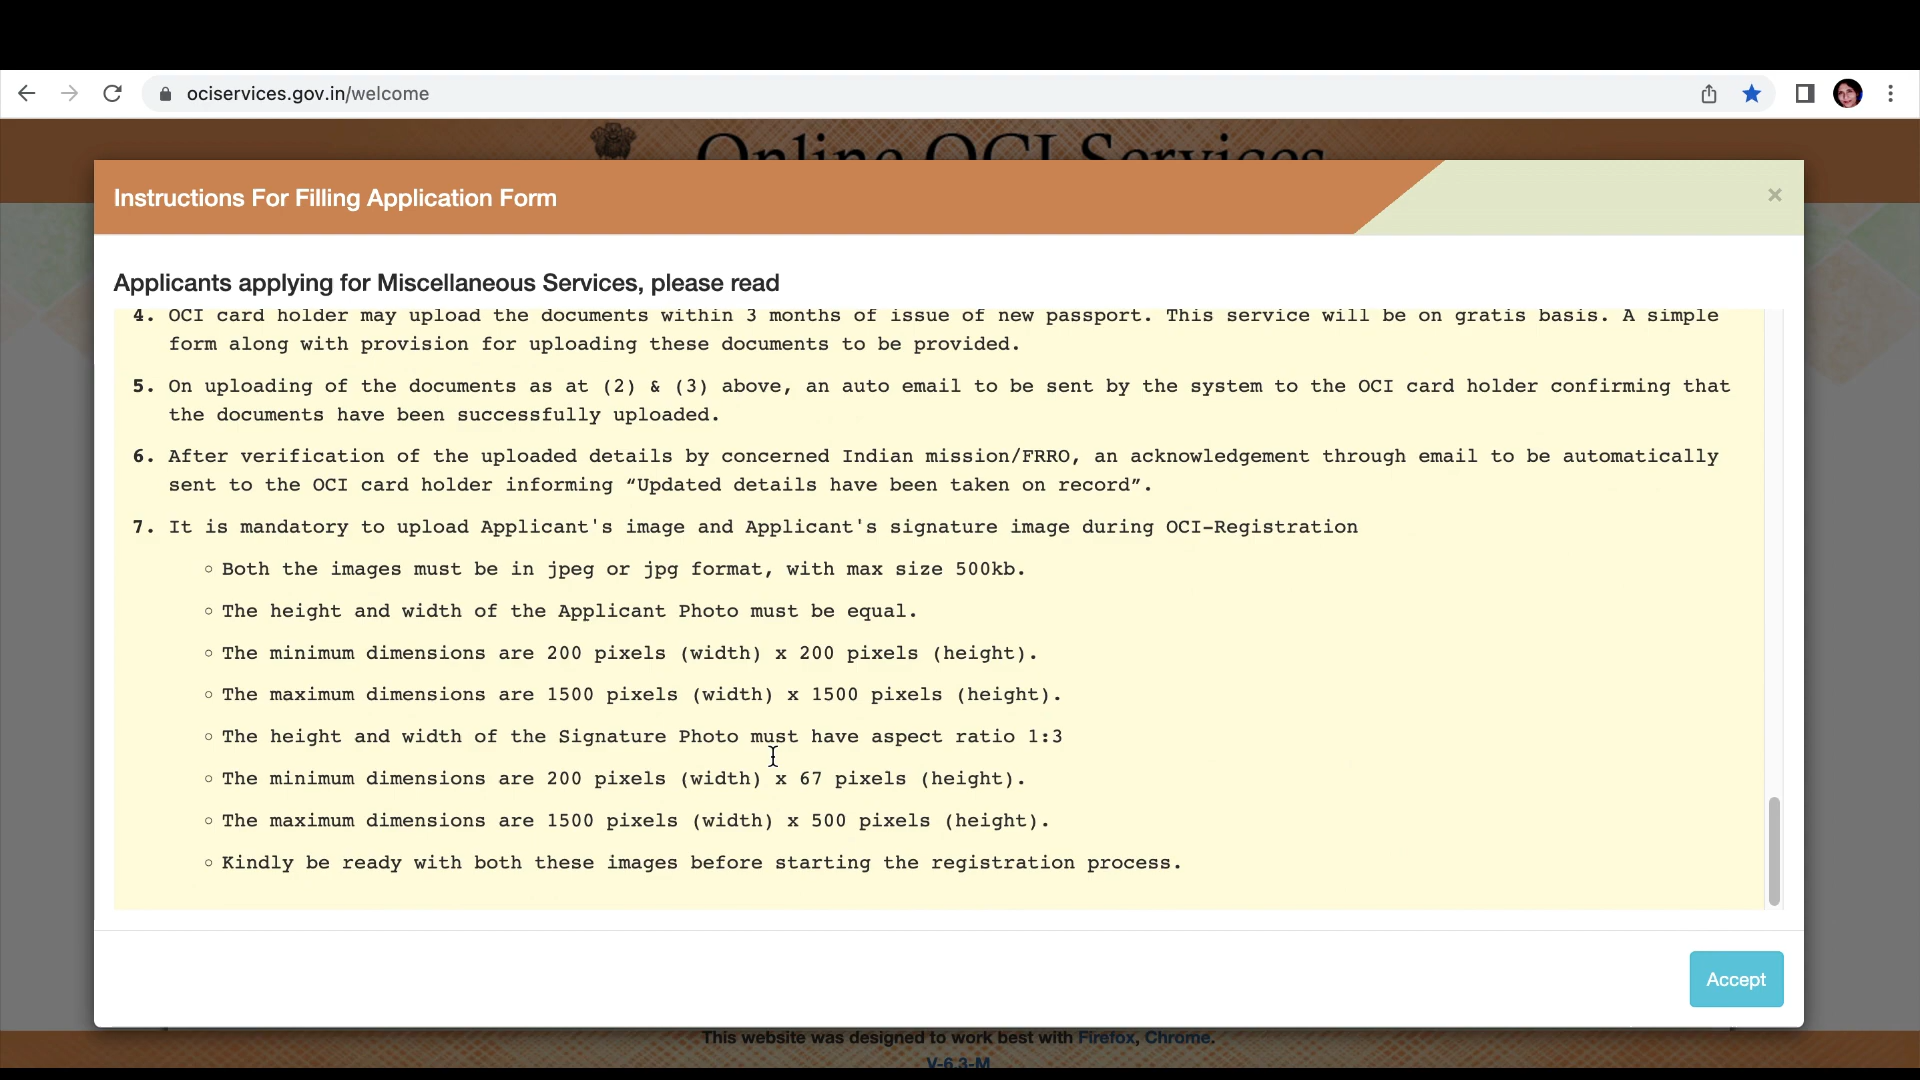 ociservices.gov.in/welcome
Online OCI Services
Instructions For Filling Application Form
×
Applicants applying for Miscellaneous Services, please read
4. OCI card holder may upload the documents within 3 months of issue of new passport. This service will be on gratis basis. A simple
form along with provision for uploading these documents to be provided.
5. On uploading of the documents as at (2) & (3) above, an auto email to be sent by the system to the OCI card holder confirming that
the documents have been successfully uploaded.
6. After verification of the uploaded details by concerned Indian mission/FRRO, an acknowledgement through email to be automatically
sent to the OCI card holder informing “Updated details have been taken on record”.
7. It is mandatory to upload Applicant's image and Applicant's signature image during OCI-Registration
◦ Both the images must be in jpeg or jpg format, with max size 500kb.
◦ The height and width of the Applicant Photo must be equal.
◦ The minimum dimensions are 200 pixels (width) x 200 pixels (height).
◦ The maximum dimensions are 1500 pixels (width) x 1500 pixels (height).
◦ The height and width of the Signature Photo must have aspect ratio 1:3
◦ The minimum dimensions are 200 pixels (width) x 67 pixels (height).
◦ The maximum dimensions are 1500 pixels (width) x 500 pixels (height).
◦ Kindly be ready with both these images before starting the registration process.
Accept
This website was designed to work best with Firefox, Chrome.
V-6.3-M